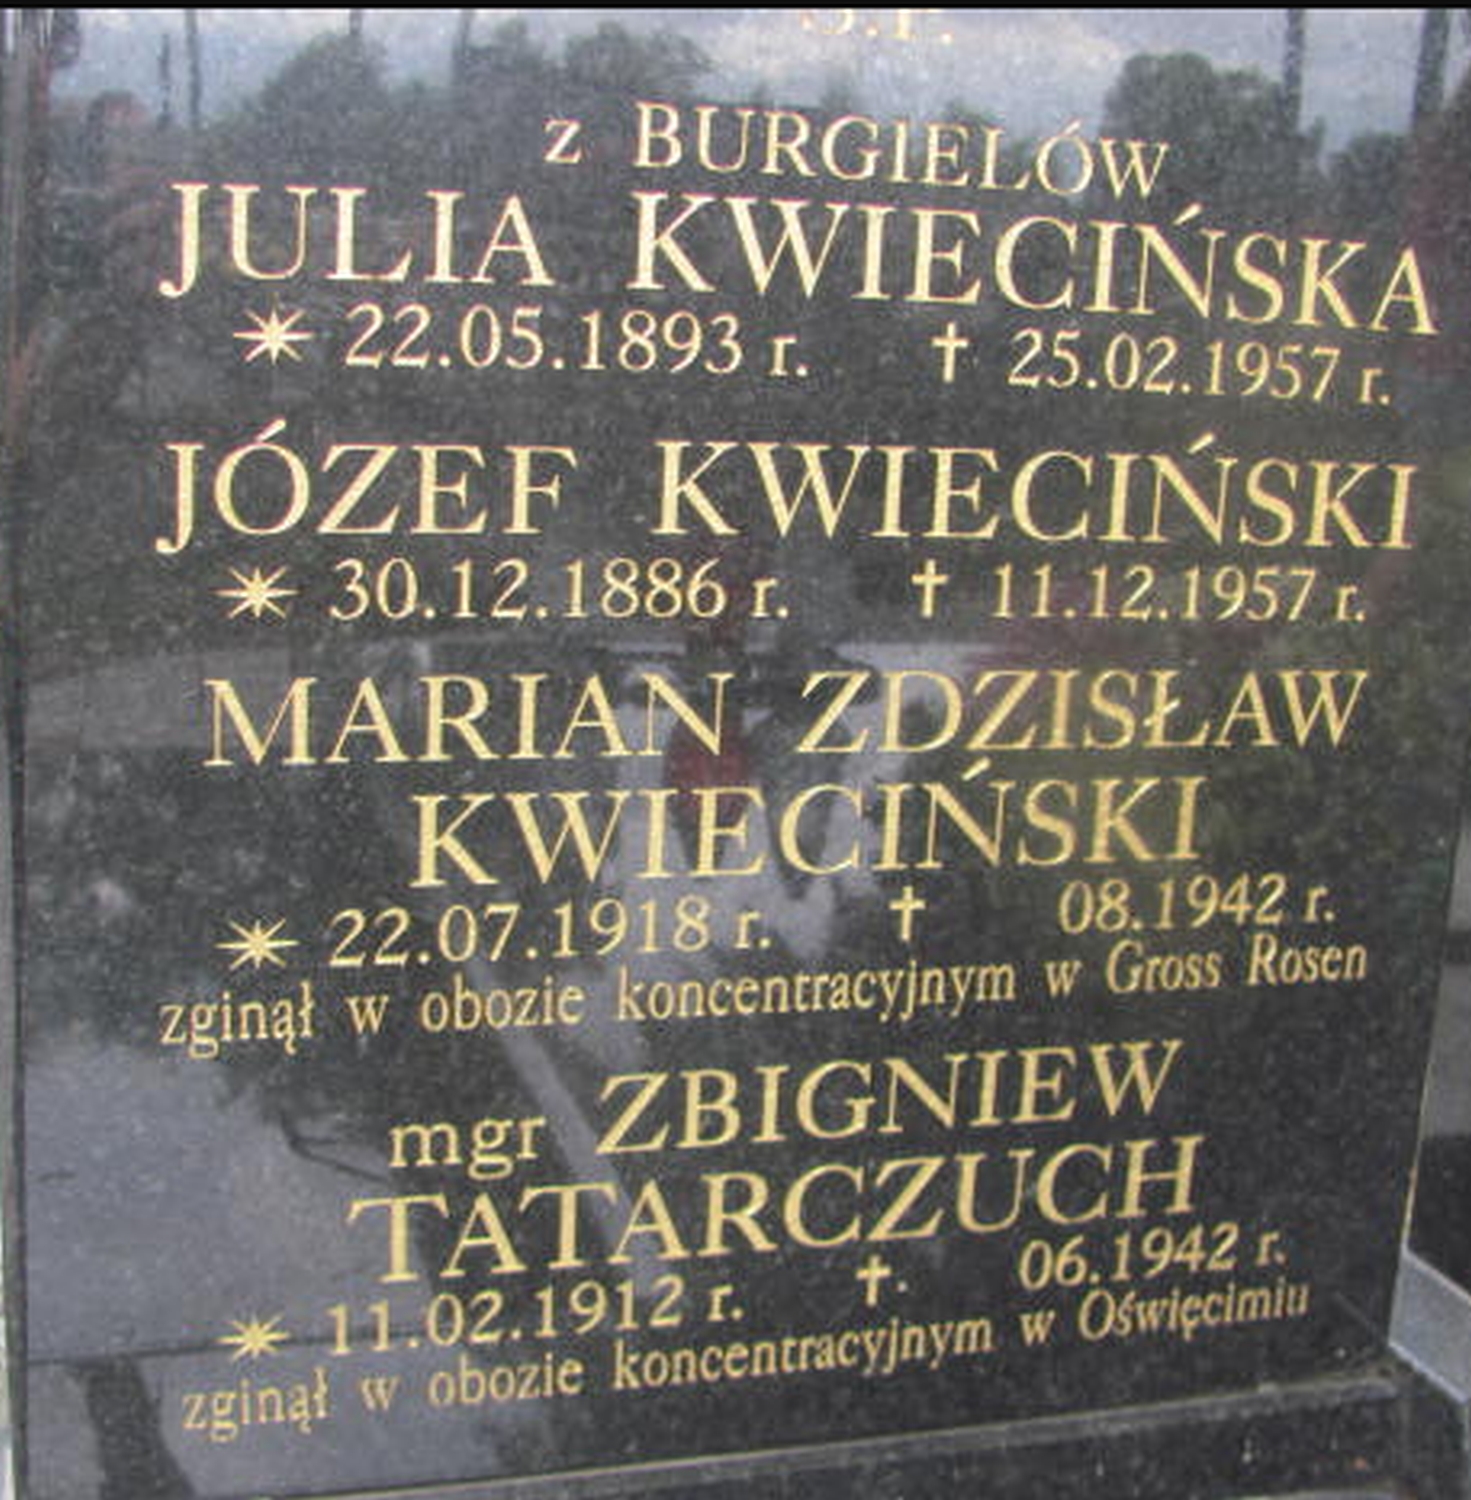 Ś.P.
z BURGIELÓW
JULIA KWIECIŃSKA
* 22.05.1893 r. † 25.02.1957 r.
JÓZEF KWIECIŃSKI
* 30.12.1886 r. † 11.12.1957 r.
MARIAN ZDZISŁAW
KWIECIŃSKI
* 22.07.1918 r. † 08.1942 r.
zginął w obozie koncentracyjnym w Gross Rosen
mgr ZBIGNIEW
TATARCZUCH
* 11.02.1912 r. †. 06.1942 r.
zginął w obozie koncentracyjnym w Oświęcimiu